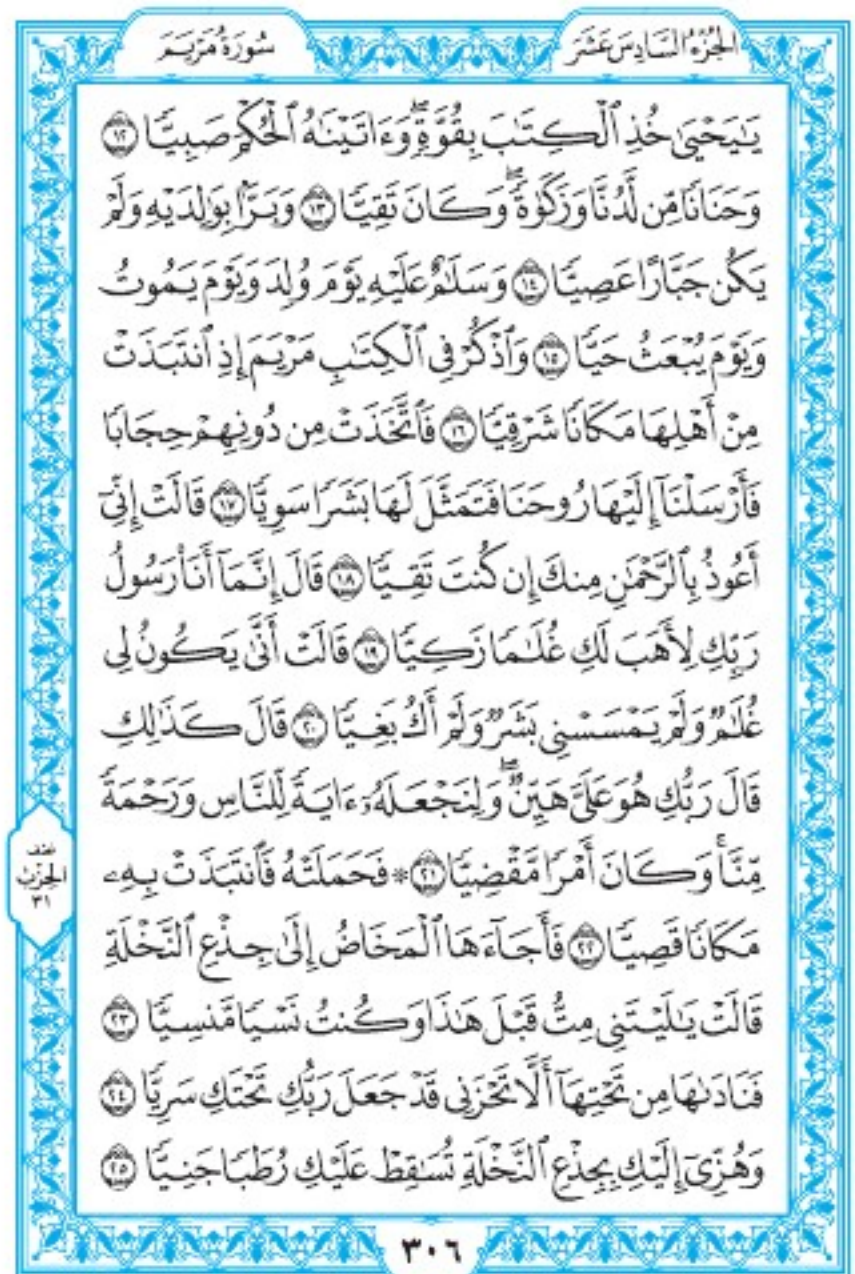 الجزء السادس عشر
سورة مريم
يَٰيَحْيَىٰ خُذِ ٱلْكِتَٰبَ بِقُوَّةٖۖ وَءَاتَيْنَٰهُ ٱلْحُكْمَ صَبِيّٗا ١٢
وَحَنَانٗا مِّن لَّدُنَّا وَزَكَوٰةٗۖ وَكَانَ تَقِيّٗا ١٣ وَبَرَّۢا بِوَٰلِدَيْهِ وَلَمْ
يَكُن جَبَّارًا عَصِيّٗا ١٤ وَسَلَٰمٌ عَلَيْهِ يَوْمَ وُلِدَ وَيَوْمَ يَمُوتُ
وَيَوْمَ يُبْعَثُ حَيّٗا ١٥ وَٱذْكُرْ فِي ٱلْكِتَٰبِ مَرْيَمَ إِذِ ٱنتَبَذَتْ
مِنْ أَهْلِهَا مَكَانٗا شَرْقِيّٗا ١٦ فَٱتَّخَذَتْ مِن دُونِهِمْ حِجَابٗا
فَأَرْسَلْنَآ إِلَيْهَا رُوحَنَا فَتَمَثَّلَ لَهَا بَشَرٗا سَوِيّٗا ١٧ قَالَتْ إِنِّيٓ
أَعُوذُ بِٱلرَّحْمَٰنِ مِنكَ إِن كُنتَ تَقِيّٗا ١٨ قَالَ إِنَّمَآ أَنَا۠ رَسُولُ
رَبِّكِ لِأَهَبَ لَكِ غُلَٰمٗا زَكِيّٗا ١٩ قَالَتْ أَنَّىٰ يَكُونُ لِي
غُلَٰمٞ وَلَمْ يَمْسَسْنِي بَشَرٞ وَلَمْ أَكُ بَغِيّٗا ٢٠ قَالَ كَذَٰلِكِ
قَالَ رَبُّكِ هُوَ عَلَيَّ هَيِّنٞۖ وَلِنَجْعَلَهُۥٓ ءَايَةٗ لِّلنَّاسِ وَرَحْمَةٗ
مِّنَّاۚ وَكَانَ أَمْرٗا مَّقْضِيّٗا ٢١ * فَحَمَلَتْهُ فَٱنتَبَذَتْ بِهِۦ
مَكَانٗا قَصِيّٗا ٢٢ فَأَجَآءَهَا ٱلْمَخَاضُ إِلَىٰ جِذْعِ ٱلنَّخْلَةِ
قَالَتْ يَٰلَيْتَنِي مِتُّ قَبْلَ هَٰذَا وَكُنتُ نَسْيٗا مَّنسِيّٗا ٢٣
فَنَادَىٰهَا مِن تَحْتِهَآ أَلَّا تَحْزَنِي قَدْ جَعَلَ رَبُّكِ تَحْتَكِ سَرِيّٗا ٢٤
وَهُزِّيٓ إِلَيْكِ بِجِذْعِ ٱلنَّخْلَةِ تُسَٰقِطْ عَلَيْكِ رُطَبٗا جَنِيّٗا ٢٥
نصف
الحزب
٣١
٣٠٦